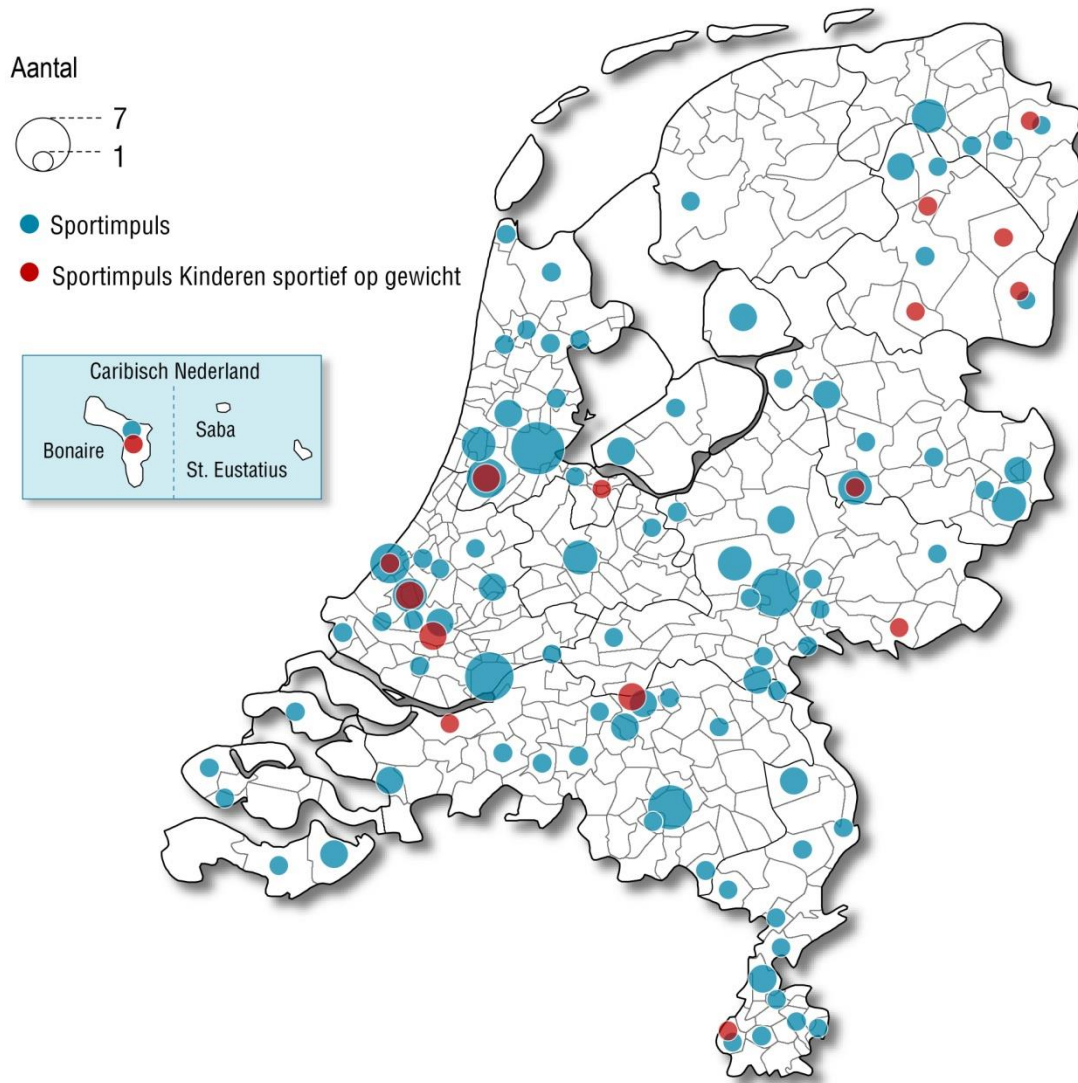 Aantal
7
1
Sportimpuls
Sportimpuls Kinderen sportief op gewicht
Caribisch Nederland
Saba
Bonaire
St. Eustatius